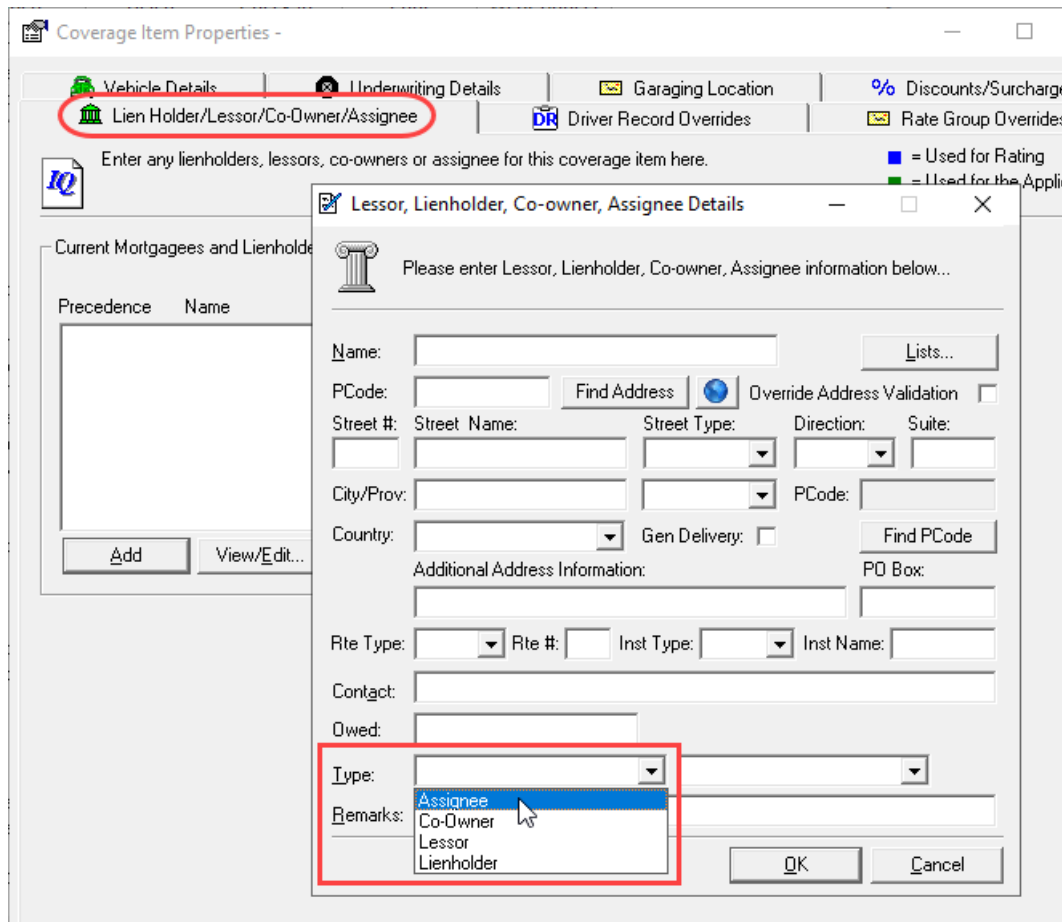 Coverage Item Properties -
Vehicle Details
Underwriting Details
Garaging Location
% Discounts/Surcharge
Lien Holder/Lessor/Co-Owner/Assignee
DR Driver Record Overrides
Rate Group Overrides
IQ
Enter any lienholders, lessors, co-owners or assignee for this coverage item here.
= Used for Rating
= Used for the Appli
Current Mortgagees and Lienholde
Precedence Name
Add View/Edit...
Lessor, Lienholder, Co-owner, Assignee Details
Please enter Lessor, Lienholder, Co-owner, Assignee information below...
Name: Lists...
PCode: Find Address Override Address Validation
Street #: Street Name: Street Type: Direction: Suite:
City/Prov: PCode:
Country: Gen Delivery: Find PCode
Additional Address Information: PO Box:
Rte Type: Rte #: Inst Type: Inst Name:
Contact:
Owed:
Type:
Remarks:
Assignee
Co-Owner
Lessor
Lienholder
OK Cancel